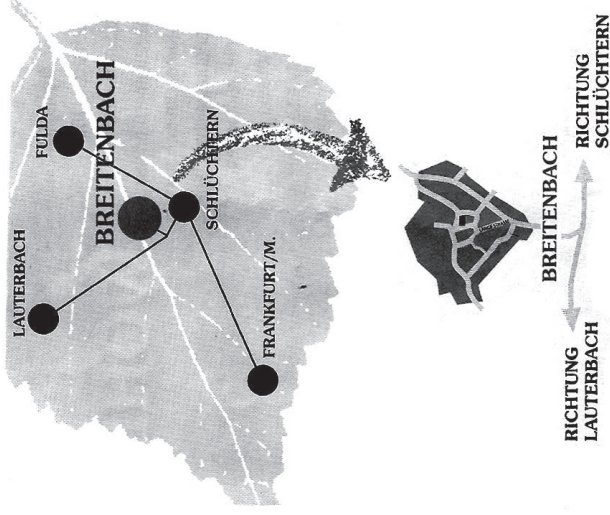 LAUTERBACH
FULDA
BREITENBACH
SCHLÜCHTERN
FRANKFURT/M.
BREITENBACH
RICHTUNG
LAUTERBACH
RICHTUNG
SCHLÜCHTERN